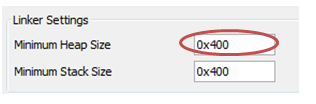 Linker Settings
Minimum Heap Size 0x400
Minimum Stack Size 0x400